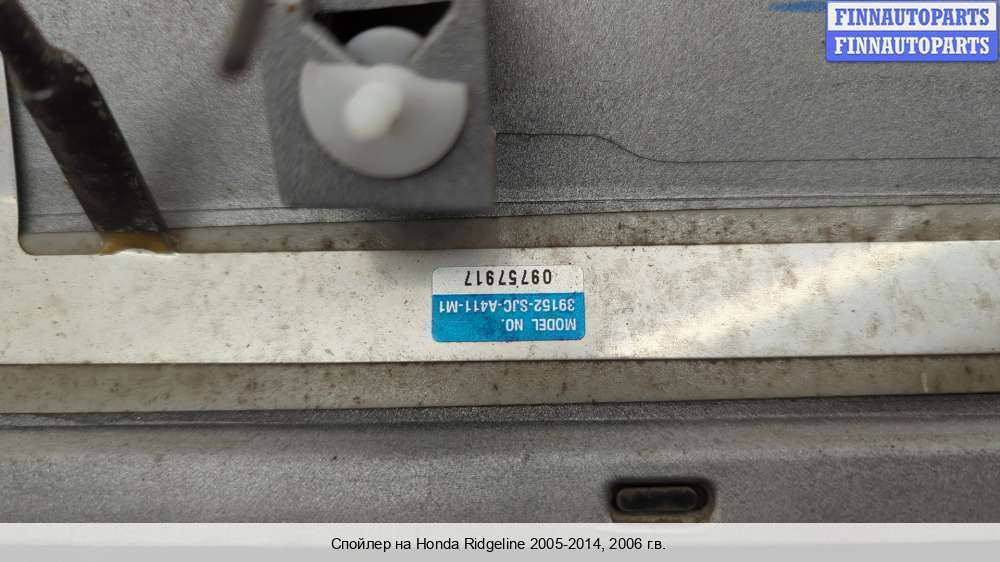 FINNAUTOPARTS
FINNAUTOPARTS
MODEL NO.
39152-SJC-A411-M1
09757917
Спойлер на Honda Ridgeline 2005-2014, 2006 г.в.